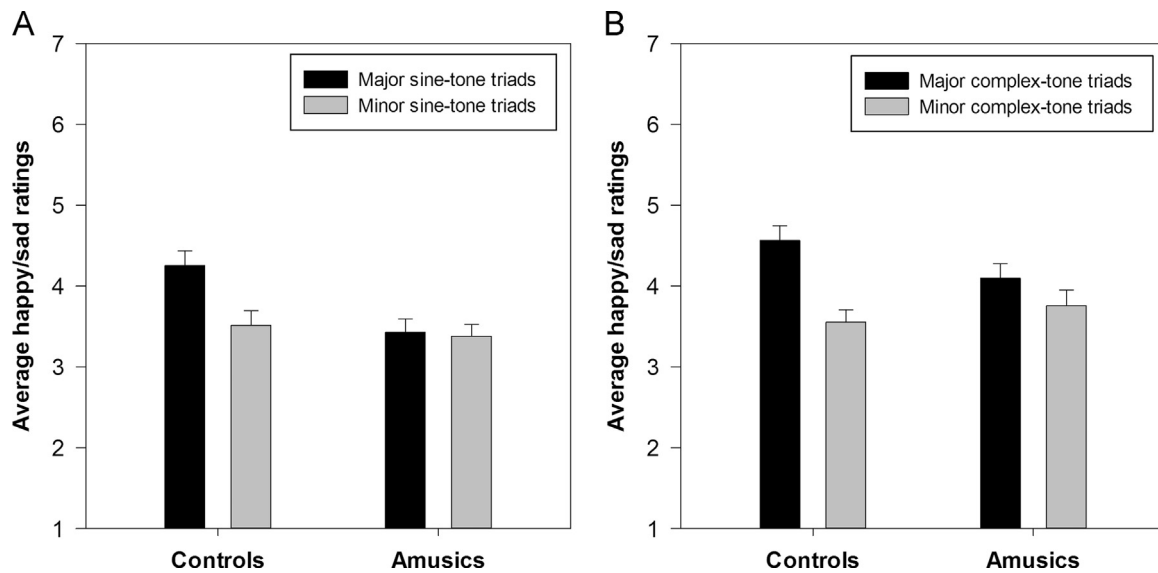 A
Average happy/sad ratings
7
6
5
4
3
2
1
Major sine-tone triads
Minor sine-tone triads
Controls
Amusics
B
Average happy/sad ratings
7
6
5
4
3
2
1
Major complex-tone triads
Minor complex-tone triads
Controls
Amusics